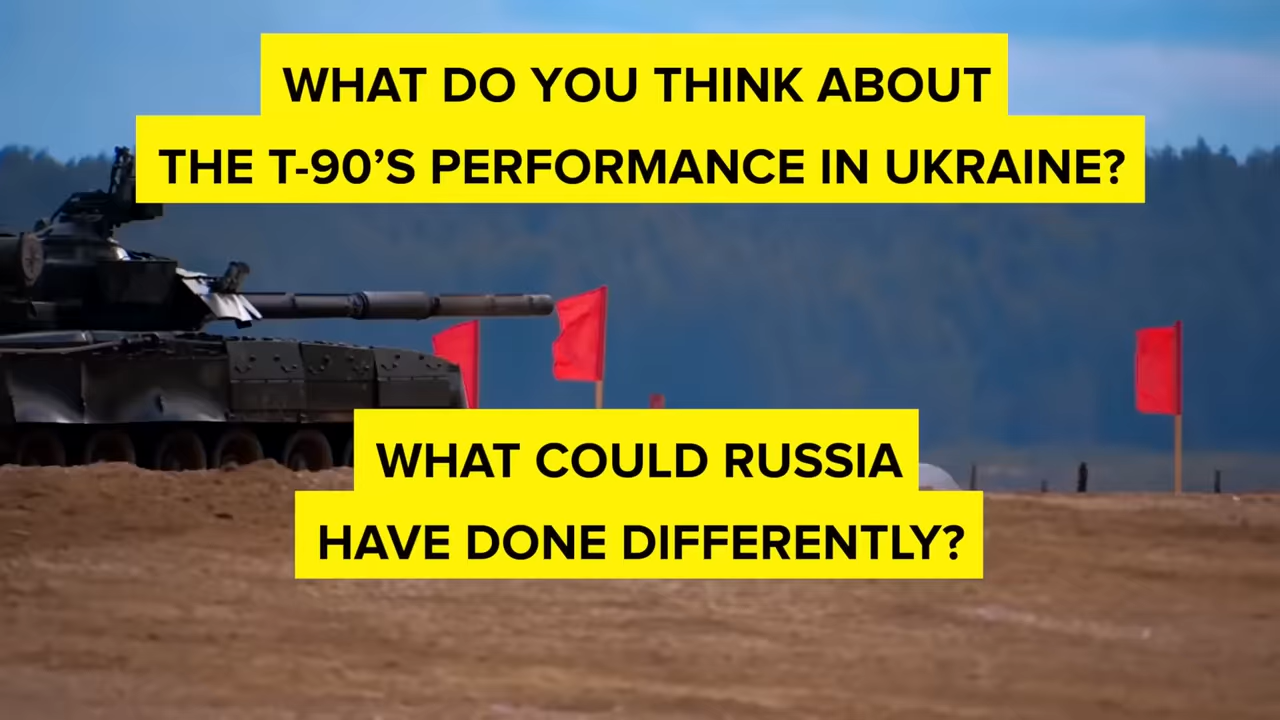 WHAT DO YOU THINK ABOUT
THE T-90’S PERFORMANCE IN UKRAINE?
WHAT COULD RUSSIA
HAVE DONE DIFFERENTLY?